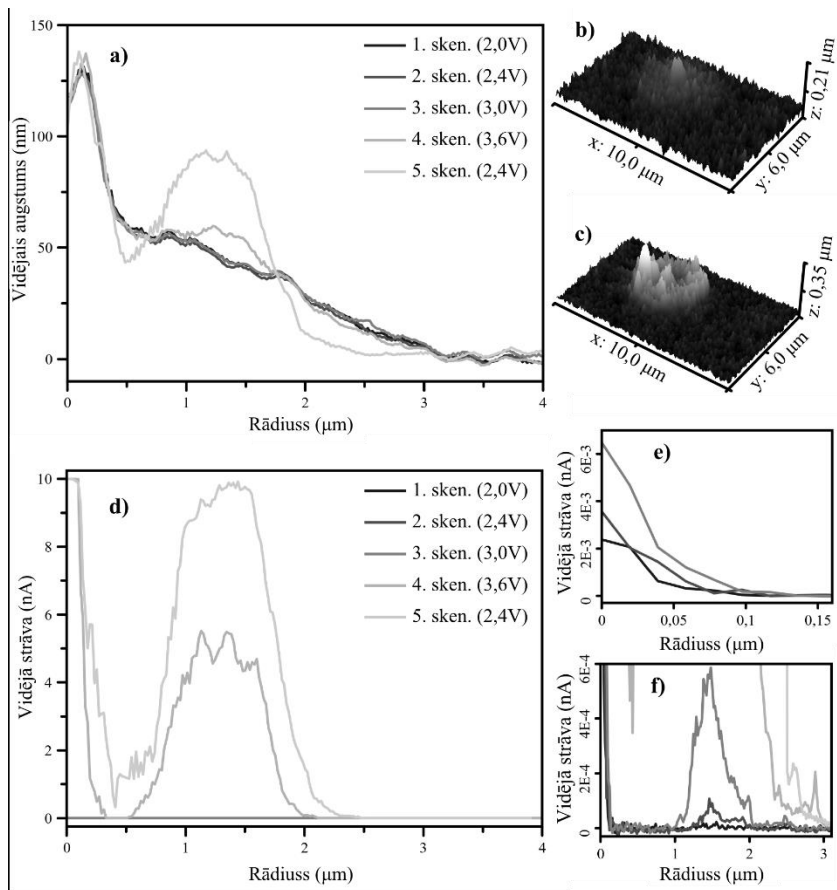 a)
150
100
50
0
Vidējais augstums (nm)
1. sken. (2,0V)
2. sken. (2,4V)
3. sken. (3,0V)
4. sken. (3,6V)
5. sken. (2,4V)
0 1 2 3 4
Rādiuss (μm)
b)
x: 10,0 μm
y: 6,0 μm
z: 0,21 μm
c)
x: 10,0 μm
y: 6,0 μm
z: 0,35 μm
d)
10
8
6
4
2
0
Vidējā strāva (nA)
1. sken. (2,0V)
2. sken. (2,4V)
3. sken. (3,0V)
4. sken. (3,6V)
5. sken. (2,4V)
0 1 2 3 4
Rādiuss (μm)
e)
6E-3
4E-3
2E-3
0
Vidējā strāva (nA)
0 0,05 0,1 0,15
Rādiuss (μm)
f)
6E-4
4E-4
2E-4
0
Vidējā strāva (nA)
0 1 2 3
Rādiuss (μm)